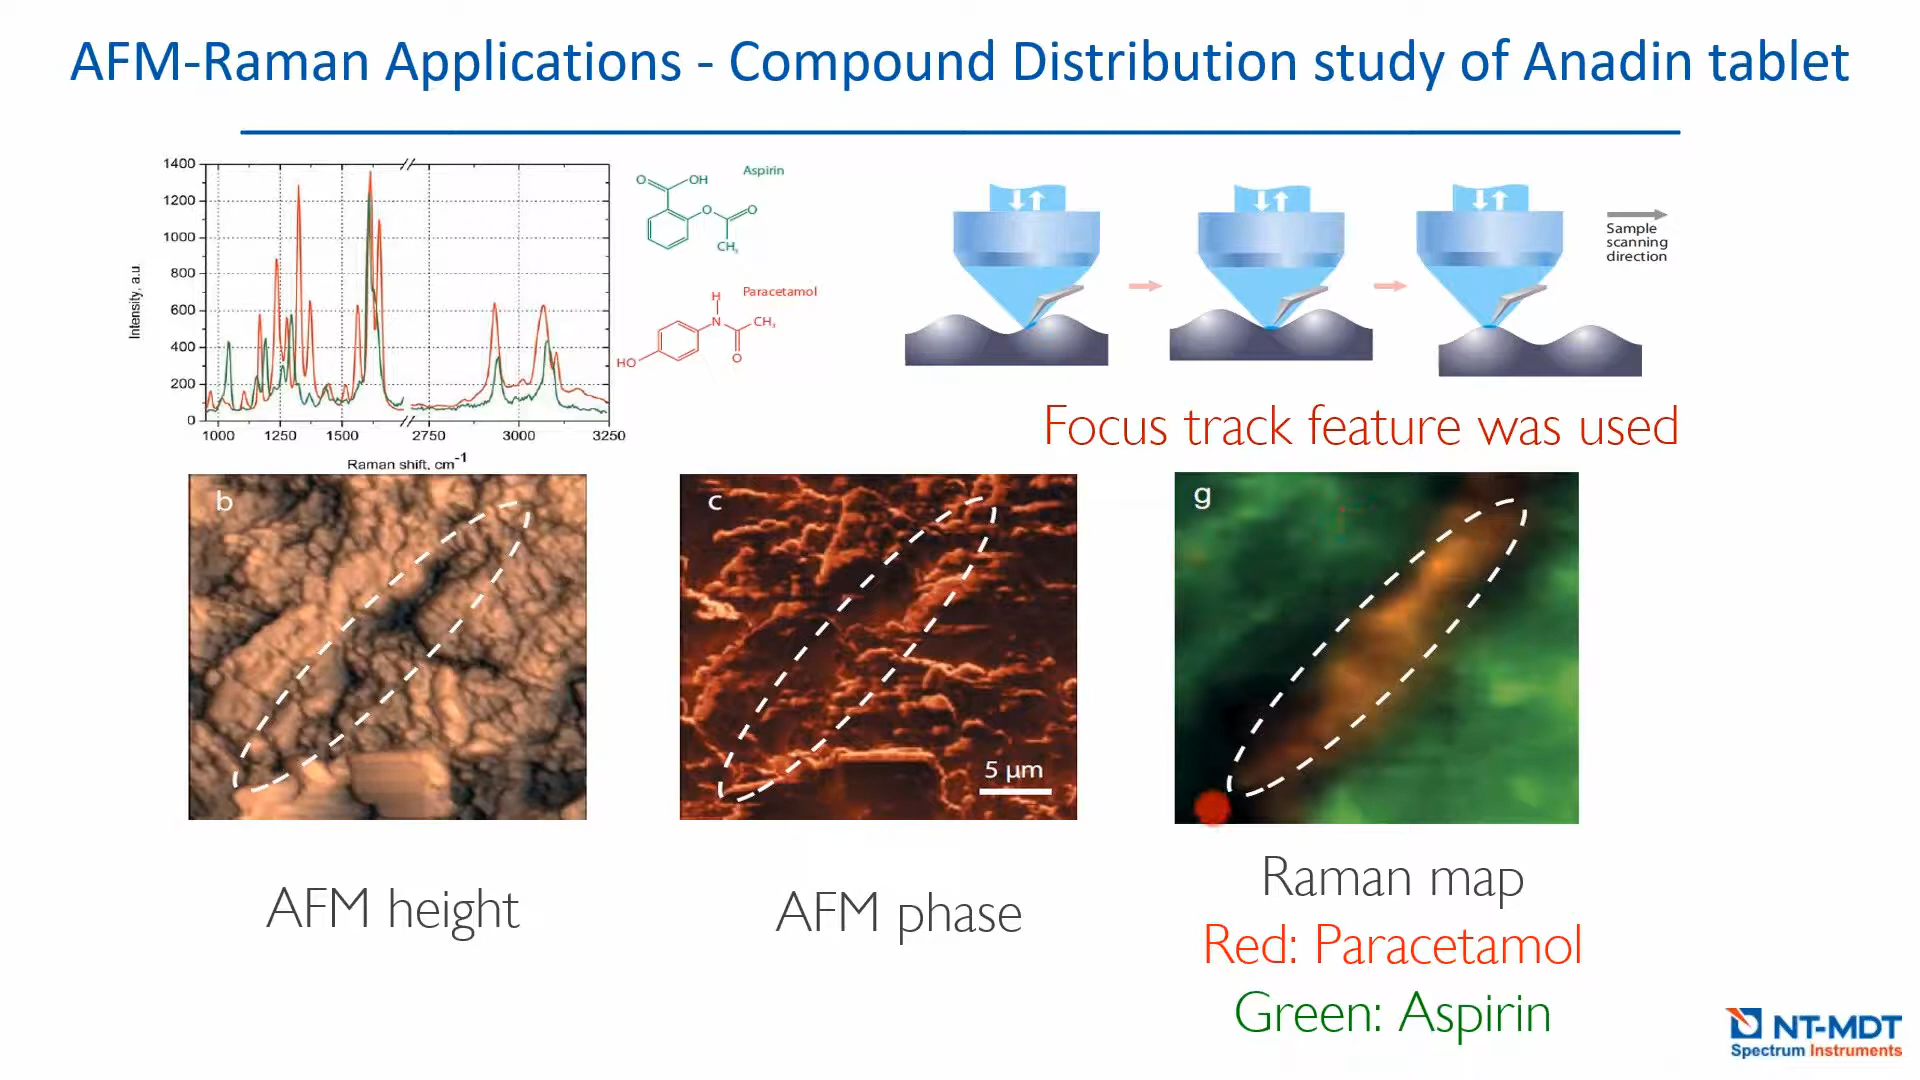 AFM-Raman Applications - Compound Distribution study of Anadin tablet
1400
1200
1000
800
600
400
200
0
Intensity, a.u.
1000 1250 1500 2750 3000 3250
Raman shift, cm-1
Aspirin
O
OH
O
O
CH3
Paracetamol
H
N
CH3
O
HO
Sample
scanning
direction
Focus track feature was used
b
c
5 µm
g
AFM height
AFM phase
Raman map
Red: Paracetamol
Green: Aspirin
NT-MDT
Spectrum Instruments